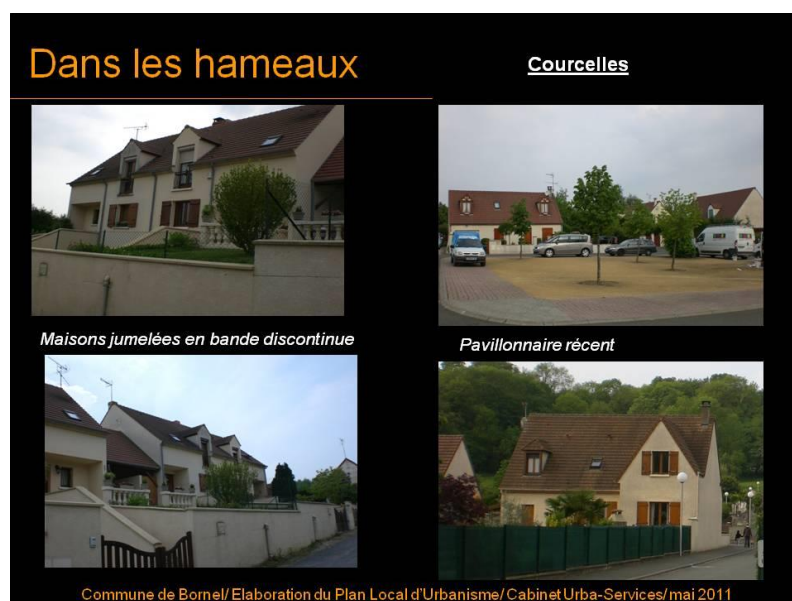 Dans les hameaux
Courcelles
Maisons jumelées en bande discontinue
Pavillonnaire récent
Commune de Bornel/ Elaboration du Plan Local d'Urbanisme/ Cabinet Urba-Services/ mai 2011